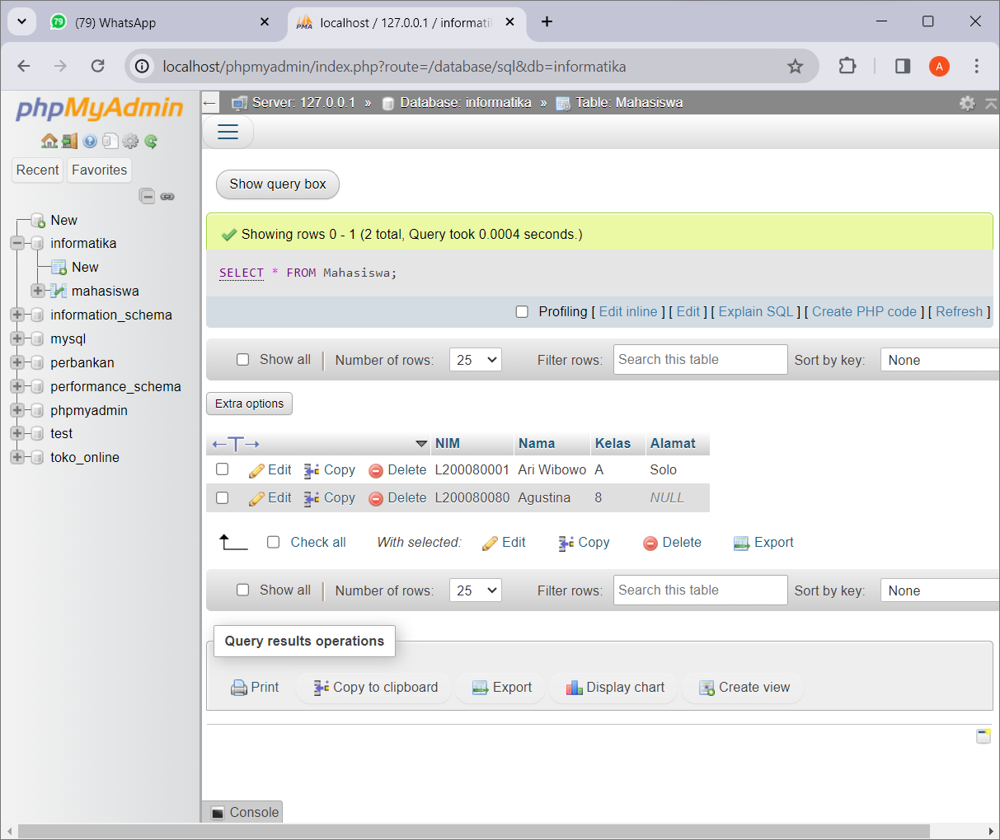 79 (79) WhatsApp
PMA localhost / 127.0.0.1 / informati
localhost/phpmyadmin/index.php?route=/database/sql&db=informatika
A
phpMyAdmin
Recent Favorites
New
informatika
New
mahasiswa
information_schema
mysql
perbankan
performance_schema
phpmyadmin
test
toko_online
Server: 127.0.0.1 » Database: informatika » Table: Mahasiswa
Show query box
Showing rows 0 - 1 (2 total, Query took 0.0004 seconds.)
SELECT * FROM Mahasiswa;
Profiling [ Edit inline ] [ Edit ] [ Explain SQL ] [ Create PHP code ] [ Refresh ]
Show all Number of rows: 25 Filter rows: Search this table Sort by key: None
Extra options
←T→ NIM Nama Kelas Alamat
Edit Copy Delete L200080001 Ari Wibowo A Solo
Edit Copy Delete L200080080 Agustina 8 NULL
Check all With selected: Edit Copy Delete Export
Show all Number of rows: 25 Filter rows: Search this table Sort by key: None
Query results operations
Print Copy to clipboard Export Display chart Create view
Console